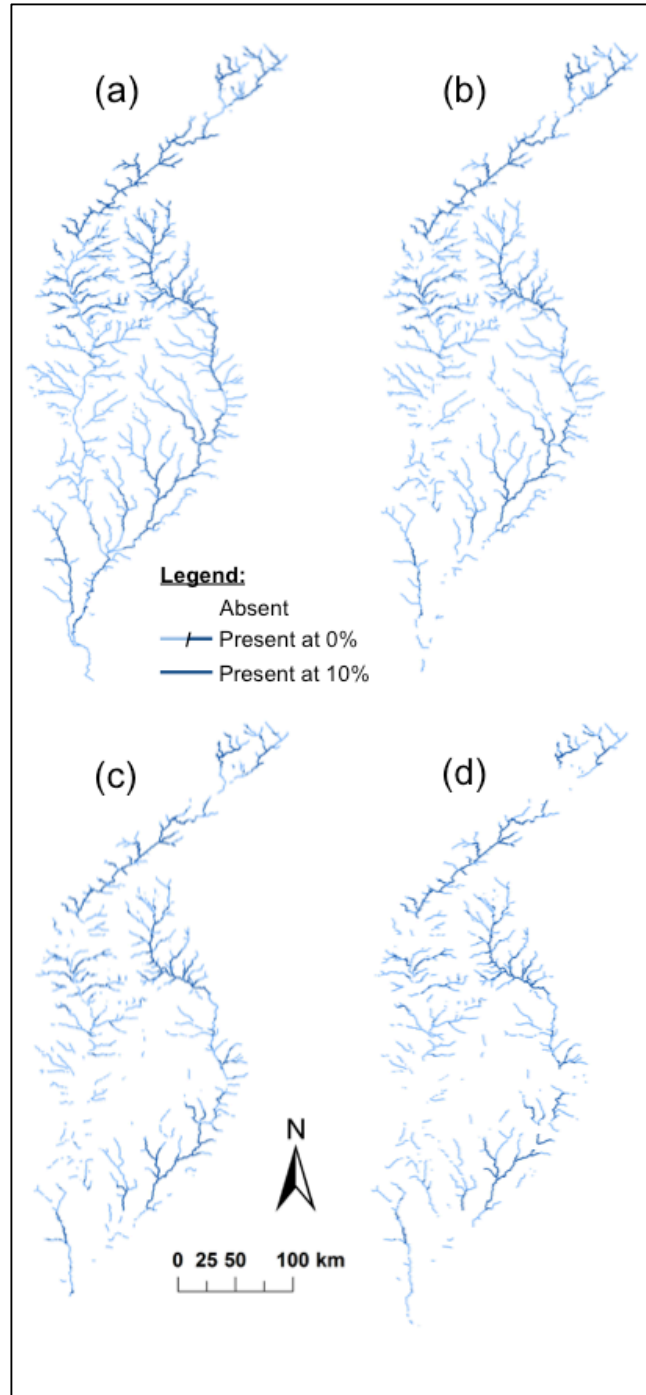 (a)
(b)
Legend:
Absent
Present at 0%
Present at 10%
(c)
(d)
N
0 25 50 100 km